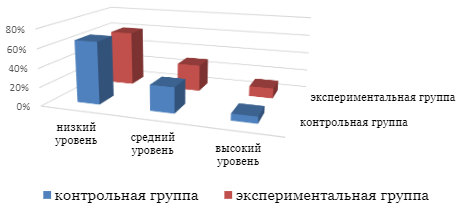 80%
60%
40%
20%
0%
низкий
уровень
средний
уровень
высокий
уровень
экспериментальная группа
контрольная группа
контрольная группа экспериментальная группа